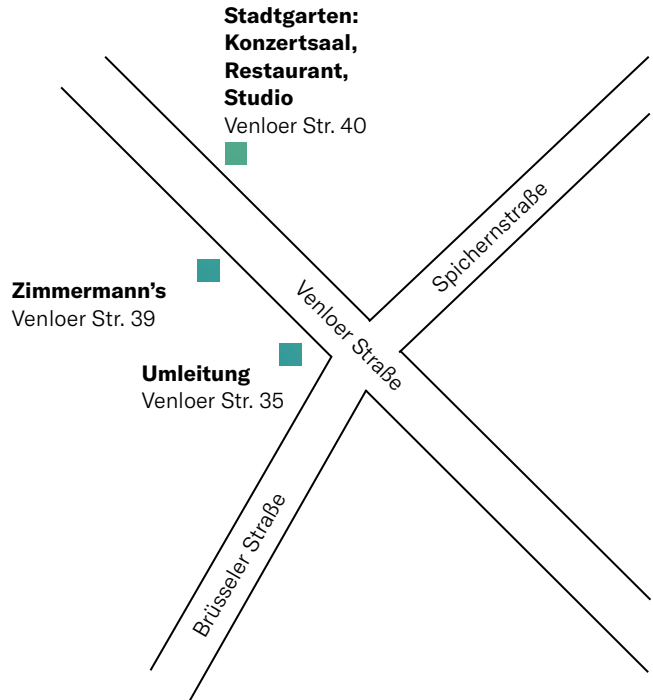 Stadtgarten:
Konzertsaal,
Restaurant,
Studio
Venloer Str. 40
Spichernstraße
Zimmermann’s
Venloer Str. 39
Venloer Straße
Umleitung
Venloer Str. 35
Brüsseler Straße